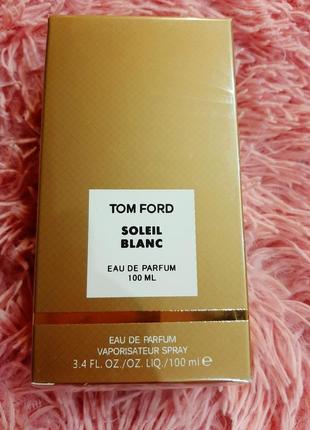 TOM FORD
SOLEIL
BLANC
EAU DE PARFUM
100 ML
EAU DE PARFUM
VAPORISATEUR SPRAY
3.4 FL. OZ./OZ. LIQ./100 ml ℮